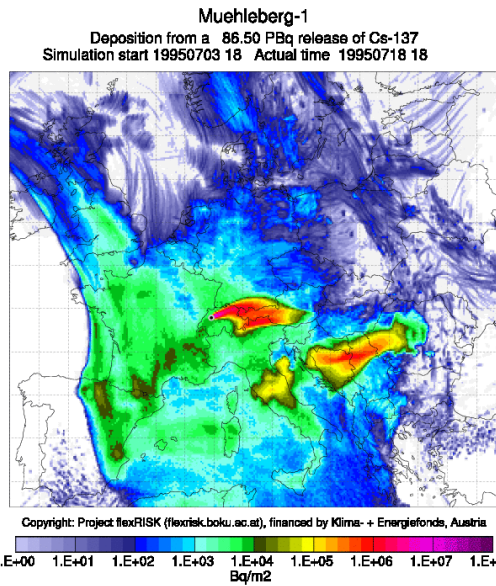 Muehleberg-1
Deposition from a 86.50 PBq release of Cs-137
Simulation start 19950703 18 Actual time 19950718 18
Copyright: Project flexRISK (flexrisk.boku.ac.at), financed by Klima- + Energiefonds, Austria
.E+00 1.E+01 1.E+02 1.E+03 1.E+04 1.E+05 1.E+06 1.E+07 1.E+
Bq/m2